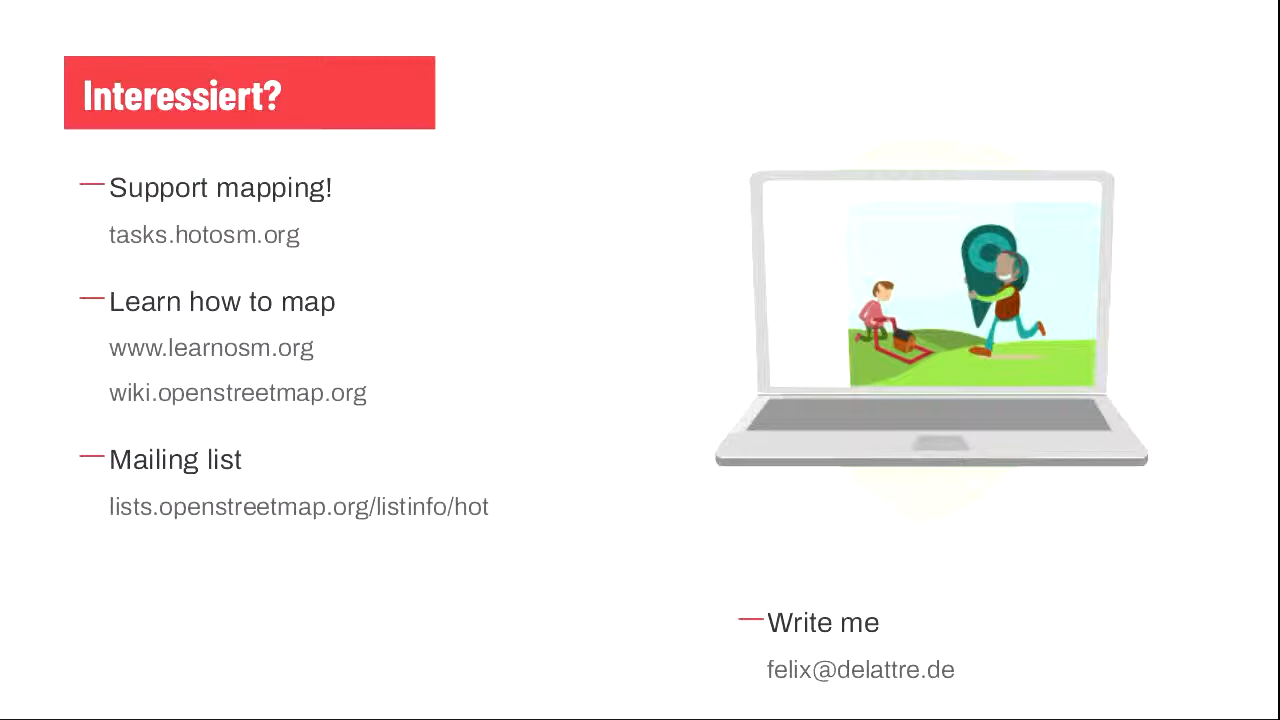 Interessiert?
Support mapping!
tasks.hotosm.org
Learn how to map
www.learnosm.org
wiki.openstreetmap.org
Mailing list
lists.openstreetmap.org/listinfo/hot
Write me
felix@delattre.de